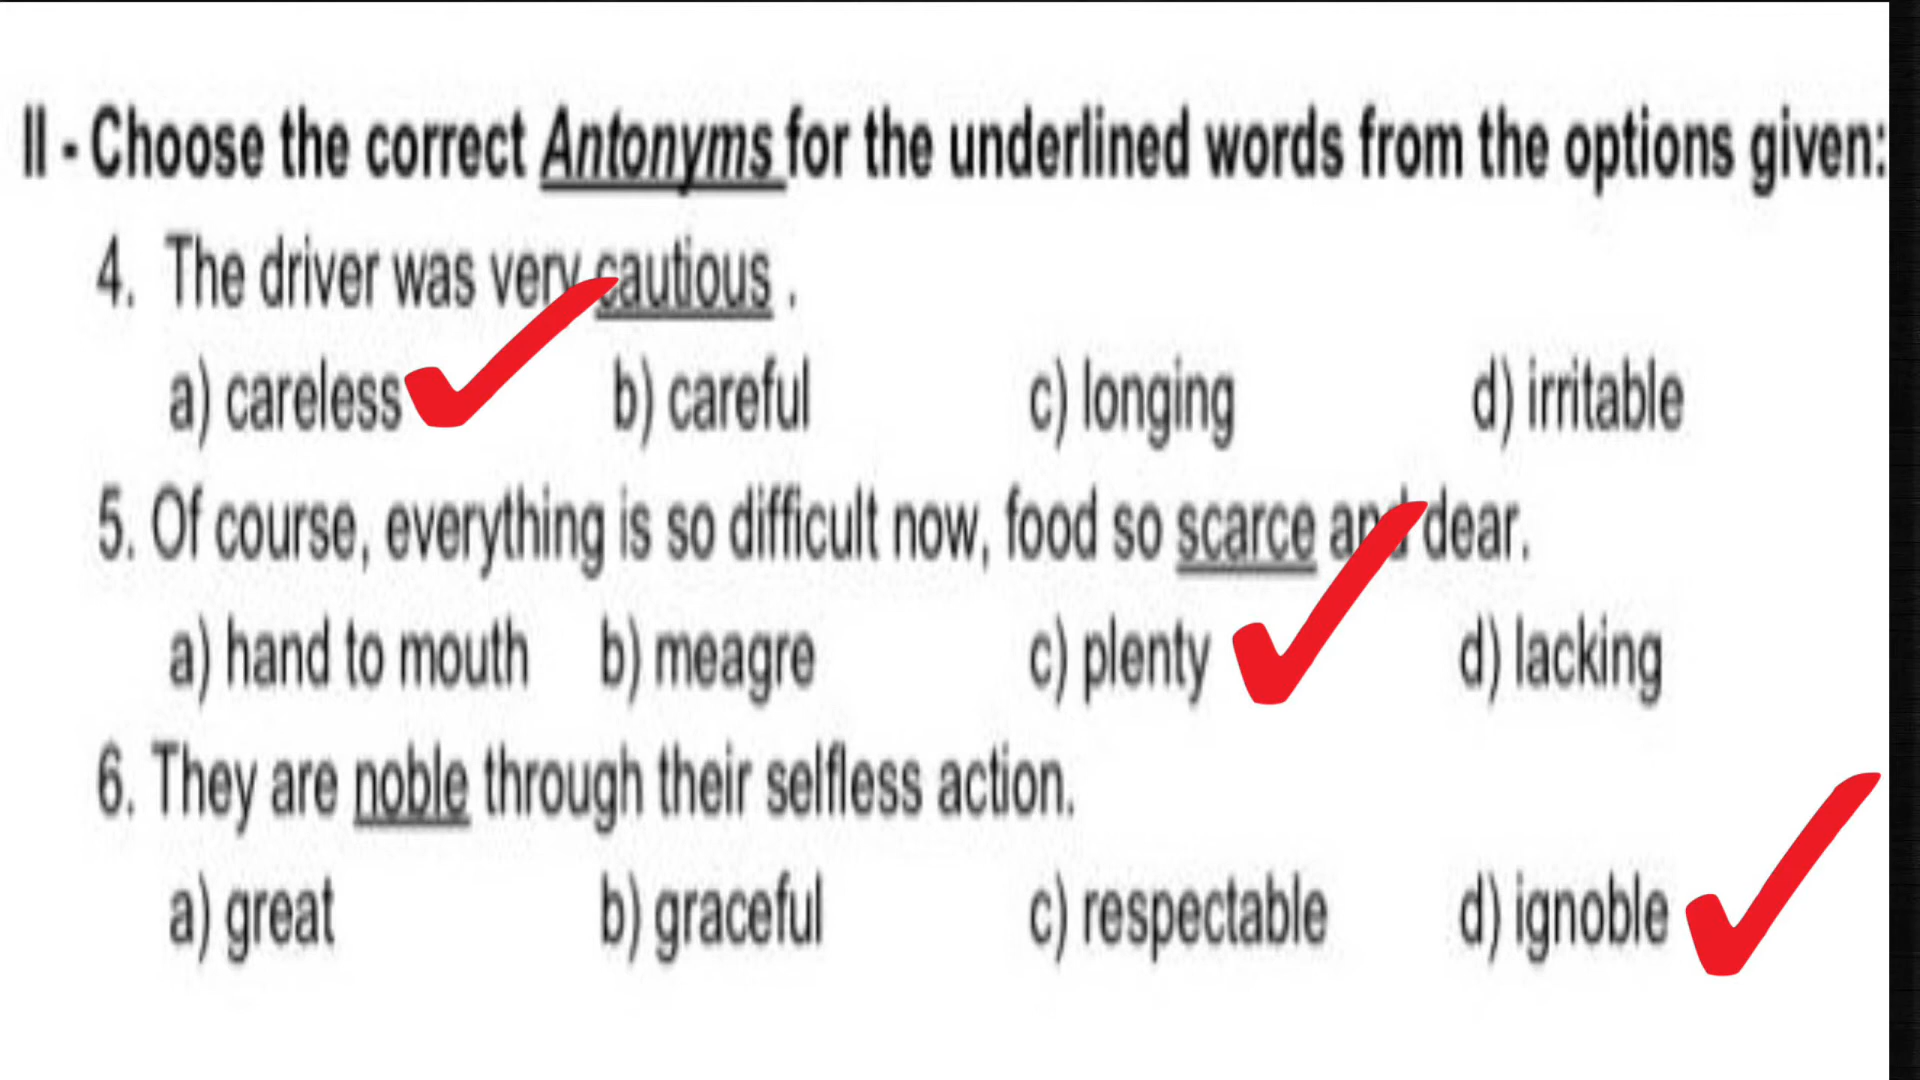 II - Choose the correct Antonyms for the underlined words from the options given:
4. The driver was very cautious .
a) careless b) careful c) longing d) irritable
5. Of course, everything is so difficult now, food so scarce and dear.
a) hand to mouth b) meagre c) plenty d) lacking
6. They are noble through their selfless action.
a) great b) graceful c) respectable d) ignoble